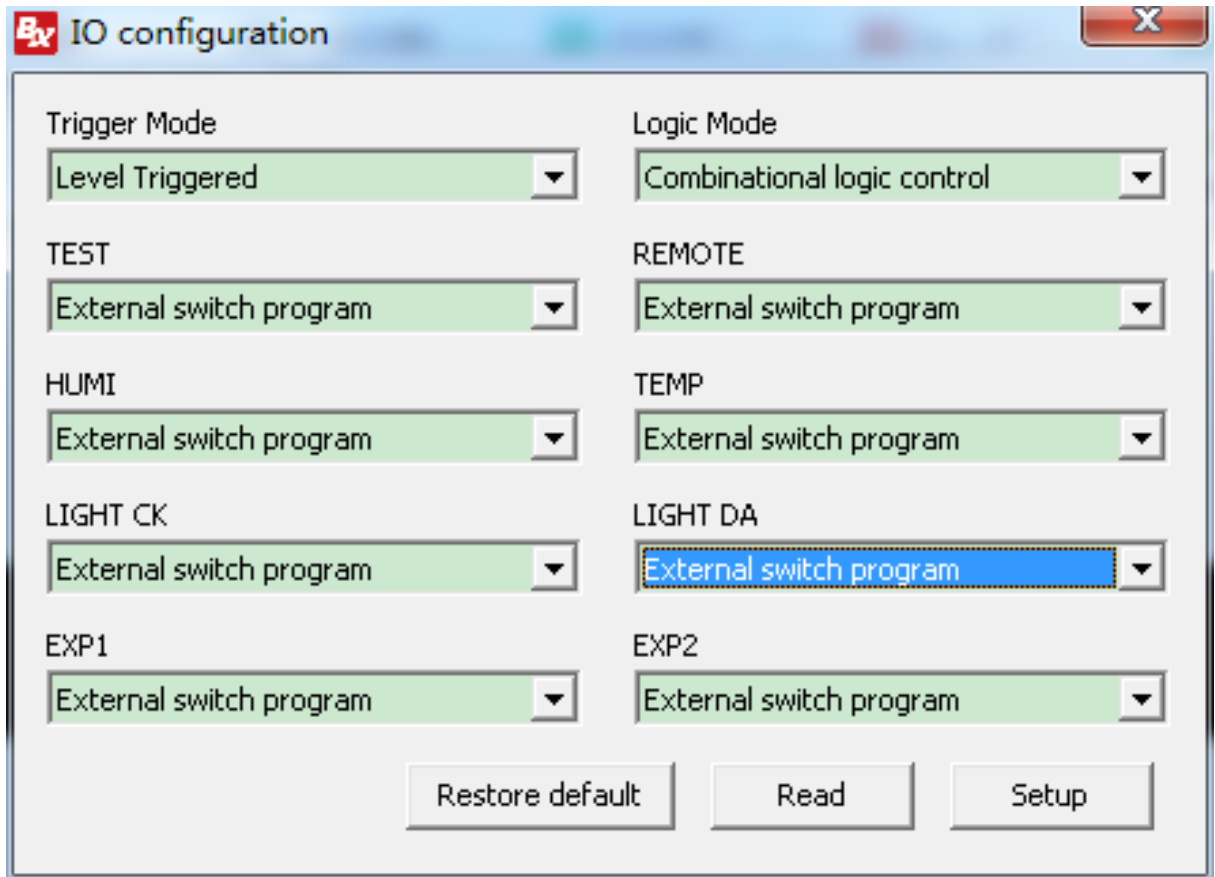 BX IO configuration
Trigger Mode Logic Mode
Level Triggered Combinational logic control
TEST REMOTE
External switch program External switch program
HUMI TEMP
External switch program External switch program
LIGHT CK LIGHT DA
External switch program External switch program
EXP1 EXP2
External switch program External switch program
Restore default Read Setup